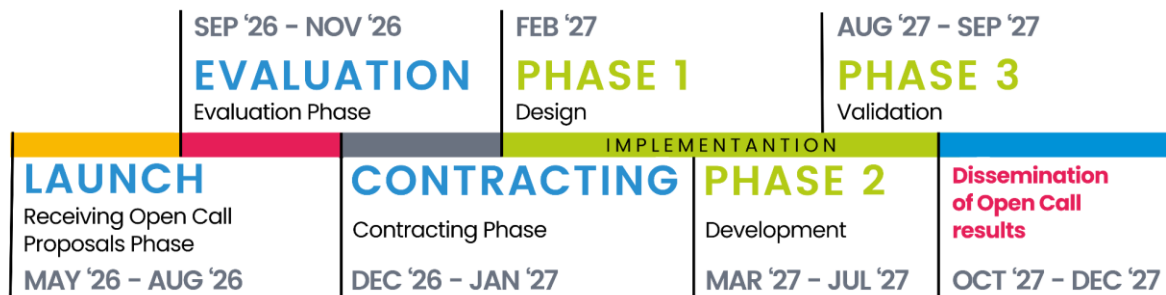 SEP ‘26 – NOV ‘26
EVALUATION
Evaluation Phase
FEB ‘27
PHASE 1
Design
AUG ‘27 – SEP ‘27
PHASE 3
Validation
IMPLEMENTANTION
LAUNCH
Receiving Open Call
Proposals Phase
MAY ‘26 – AUG ‘26
CONTRACTING
Contracting Phase
DEC ‘26 – JAN ‘27
PHASE 2
Development
MAR ‘27 – JUL ‘27
Dissemination
of Open Call
results
OCT ‘27 – DEC ‘27